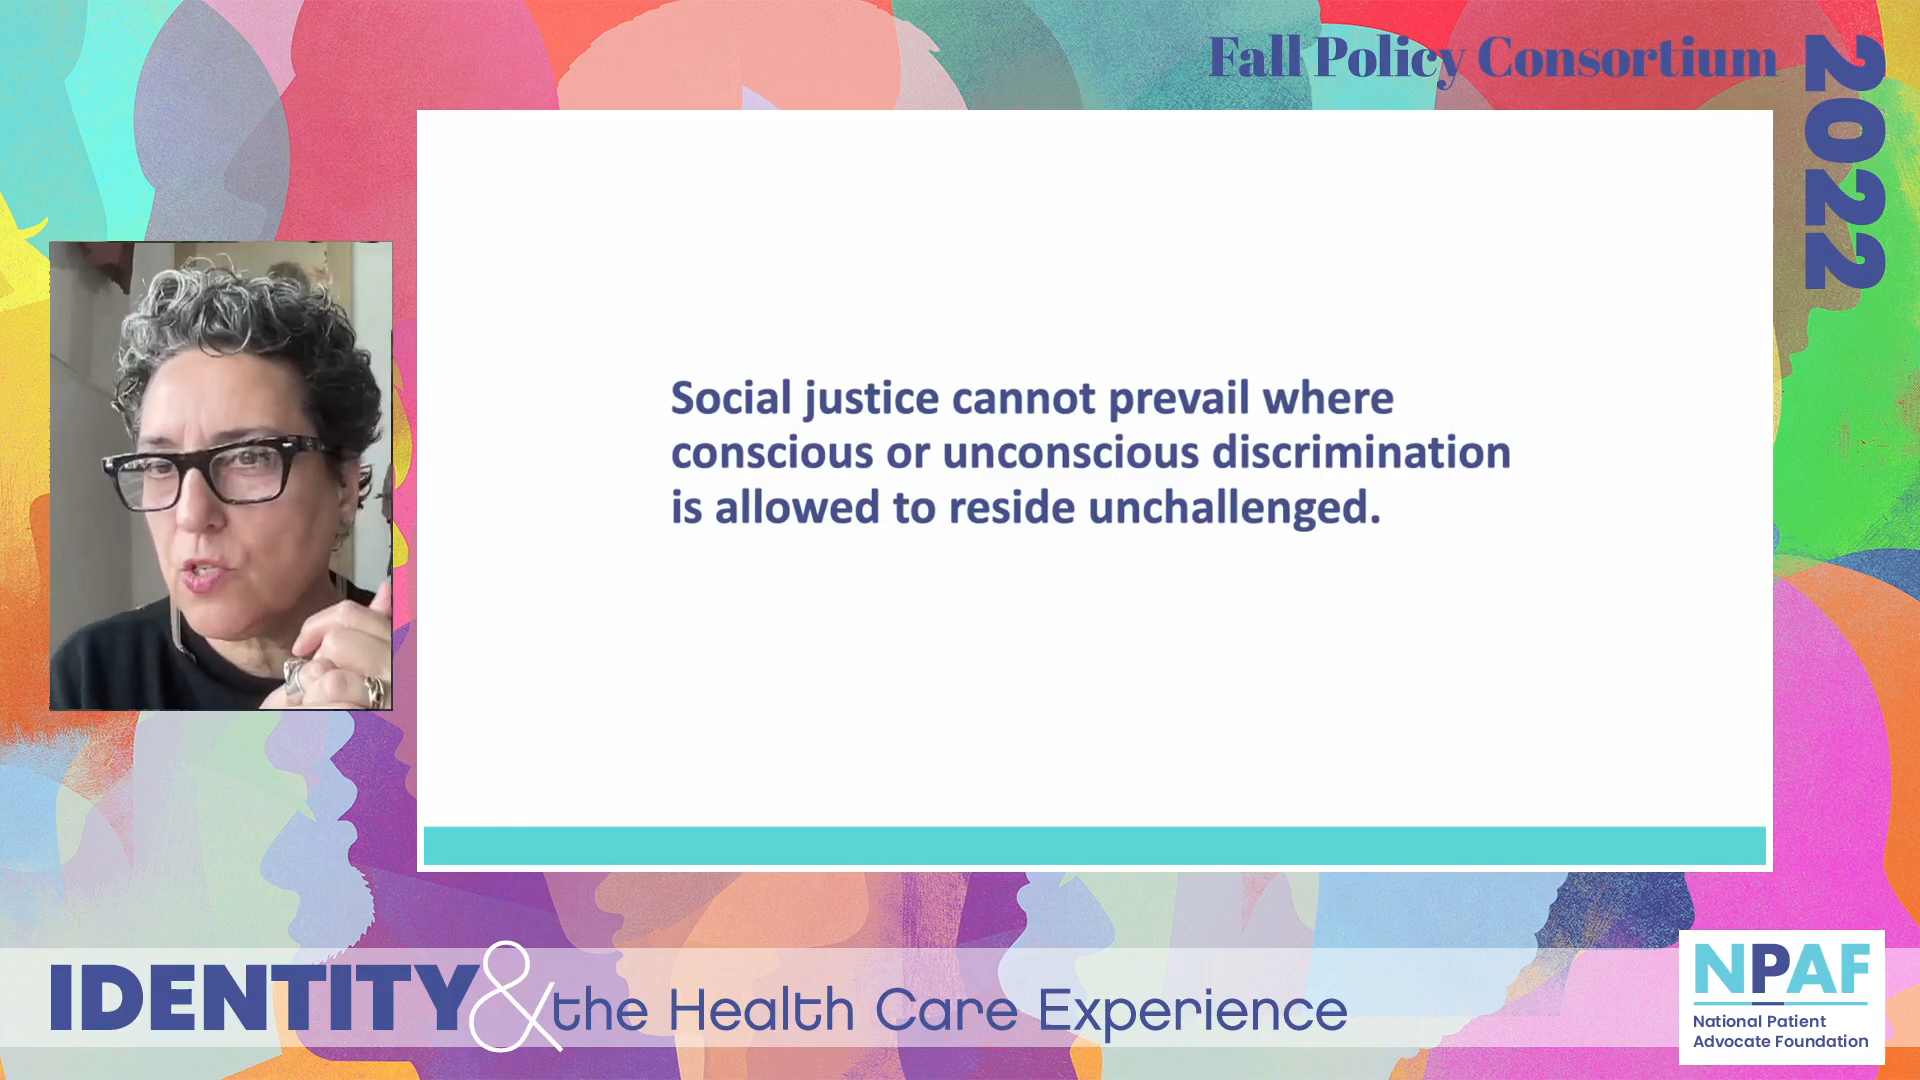 Fall Policy Consortium
2022
Social justice cannot prevail where
conscious or unconscious discrimination
is allowed to reside unchallenged.
IDENTITY & the Health Care Experience
NPAF
National Patient
Advocate Foundation